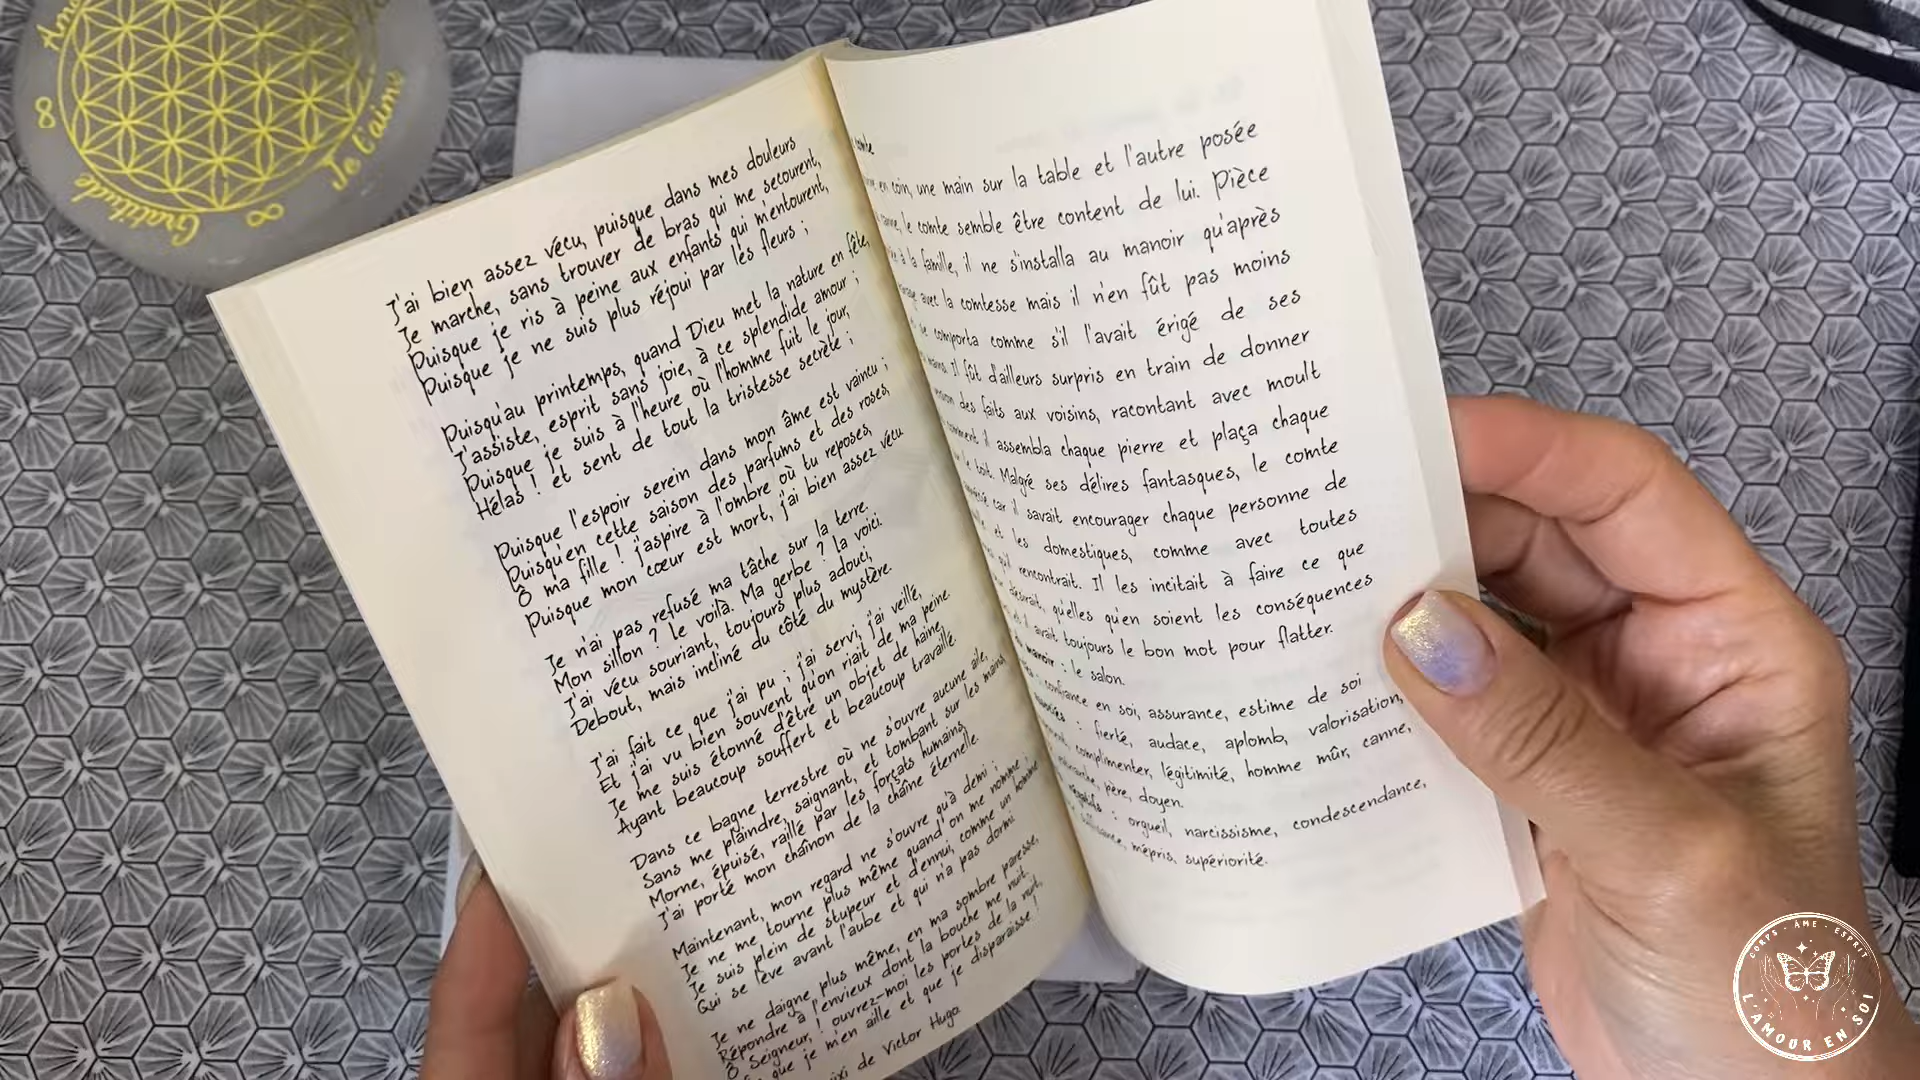 Gratitude
Je t'aime
J'ai bien assez vécu, puisque dans mes douleurs
Je marche, sans trouver de bras qui me secourent,
Puisque je ris à peine aux enfants qui m'entourent,
Puisque je ne suis plus réjoui par les fleurs ;
Puisqu'au printemps, quand Dieu met la nature en fête,
J'assiste, esprit sans joie, à ce splendide amour ;
Puisque je suis à l'heure où l'homme fuit le jour,
Hélas ! et sent de tout la tristesse secrète ;
Puisque l'espoir serein dans mon âme est vaincu ;
Puisqu'en cette saison des parfums et des roses,
Ô ma fille ! j'aspire à l'ombre où tu reposes,
Puisque mon cœur est mort, j'ai bien assez vécu.
Je n'ai pas refusé ma tâche sur la terre.
Mon sillon ? Le voilà. Ma gerbe ? La voici.
J'ai vécu souriant, toujours plus adouci,
Debout, mais incliné du côté du mystère.
J'ai fait ce que j'ai pu ; j'ai servi, j'ai veillé,
Et j'ai vu bien souvent qu'on riait de ma peine.
Je me suis étonné d'être un objet de haine,
Ayant beaucoup souffert et beaucoup travaillé.
Dans ce bagne terrestre où ne s'ouvre aucune aile,
Sans me plaindre, saignant, et tombant sur les mains,
Morne, épuisé, raillé par les forçats humains,
J'ai porté mon chaînon de la chaîne éternelle.
Maintenant, mon regard ne s'ouvre qu'à demi ;
Je ne me tourne plus même quand on me nomme ;
Je suis plein de stupeur et d'ennui, comme un homme
Qui se lève avant l'aube et qui n'a pas dormi.
Je ne daigne plus même, en ma sombre paresse,
Répondre à l'envieux dont la bouche me nuit.
Ô Seigneur, ! ouvrez-moi les portes de la nuit,
que je m'en aille et que je disparaisse !
de Victor Hugo
en coin, une main sur la table et l'autre posée
le comte semble être content de lui. Pièce
à la famille, il ne s'installa au manoir qu'après
avec la comtesse mais il n'en fût pas moins
se comporta comme s'il l'avait érigé de ses
mains. Il fût d'ailleurs surpris en train de donner
des faits aux voisins, racontant avec moult
comment il assembla chaque pierre et plaça chaque
le toit. Malgré ses délires fantasques, le comte
car il savait encourager chaque personne de
et les domestiques, comme avec toutes
qu'il rencontrait. Il les incitait à faire ce que
désirait, qu'elles qu'en soient les conséquences
et il avait toujours le bon mot pour flatter.
manoir : le salon.
confiance en soi, assurance, estime de soi
: fierté, audace, aplomb, valorisation,
complimenter, légitimité, homme mûr, canne,
père, doyen.
: orgueil, narcissisme, condescendance,
suffisance, mépris, supériorité.
CORPS - ÂME - ESPRIT
L'AMOUR EN SOI